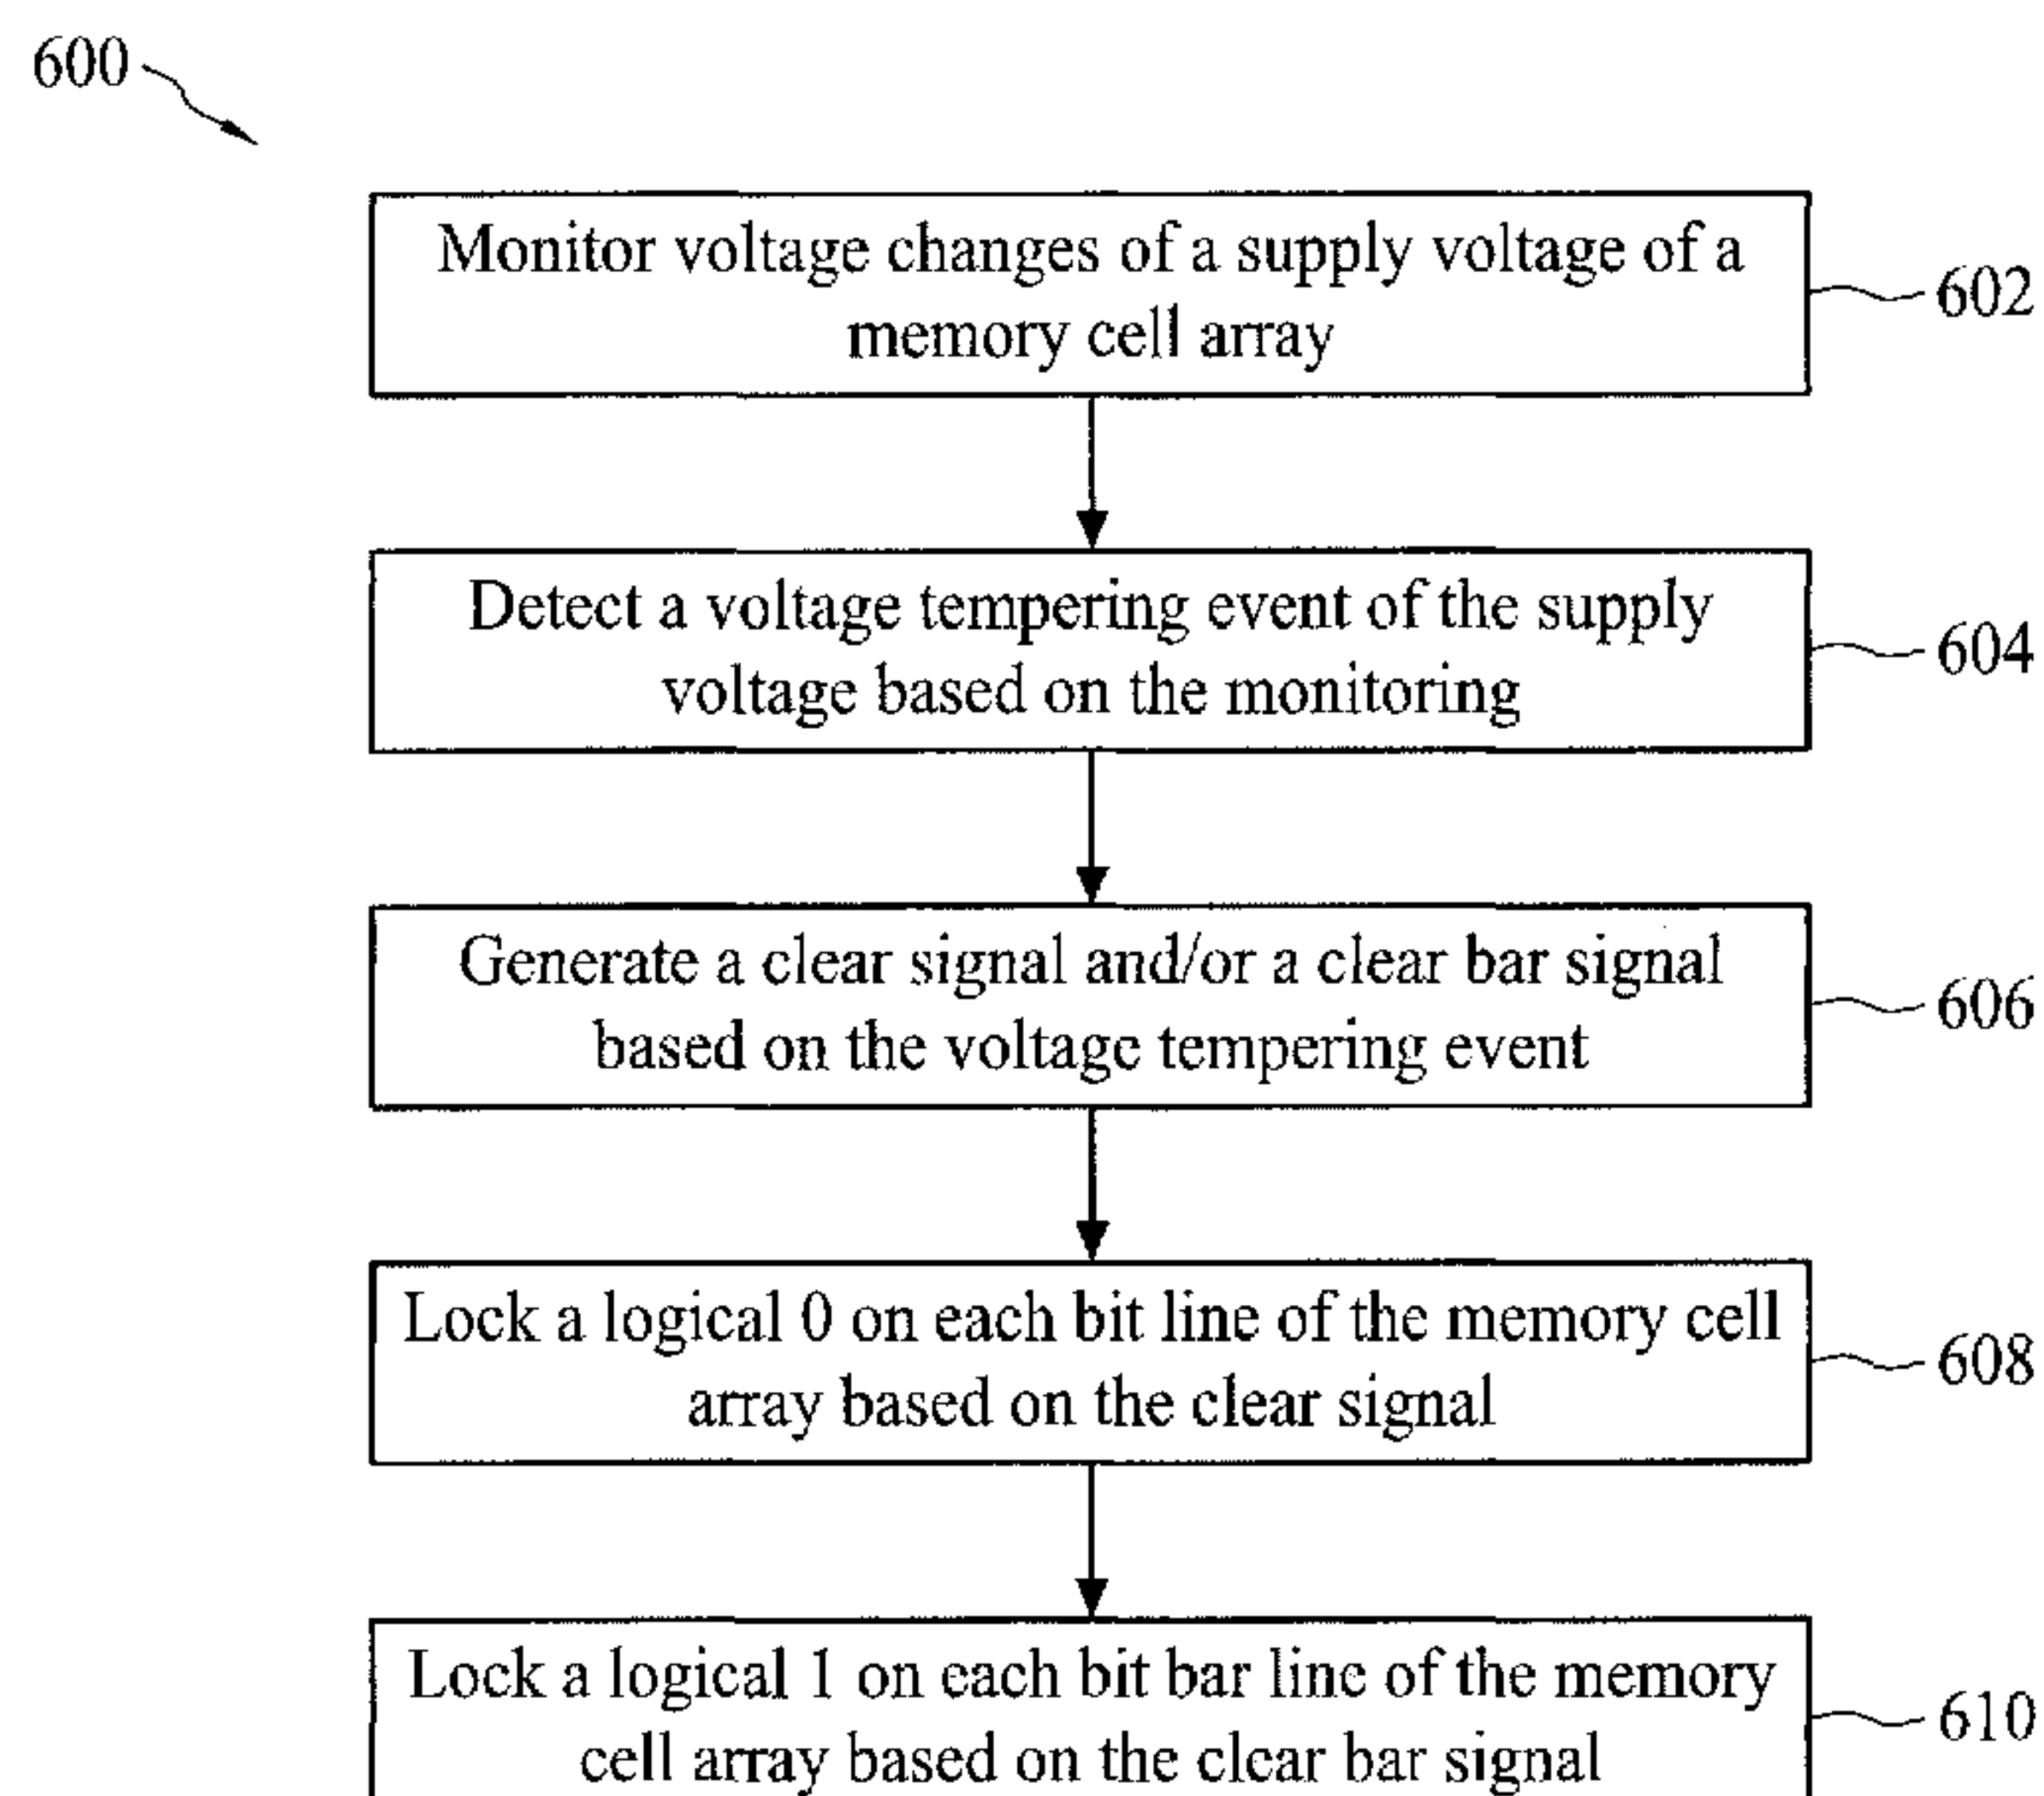 600
Monitor voltage changes of a supply voltage of a
memory cell array
602
Detect a voltage tempering event of the supply
voltage based on the monitoring
604
Generate a clear signal and/or a clear bar signal
based on the voltage tempering event
606
Lock a logical 0 on each bit line of the memory cell
array based on the clear signal
608
Lock a logical 1 on each bit bar line of the memory
cell array based on the clear bar signal
610